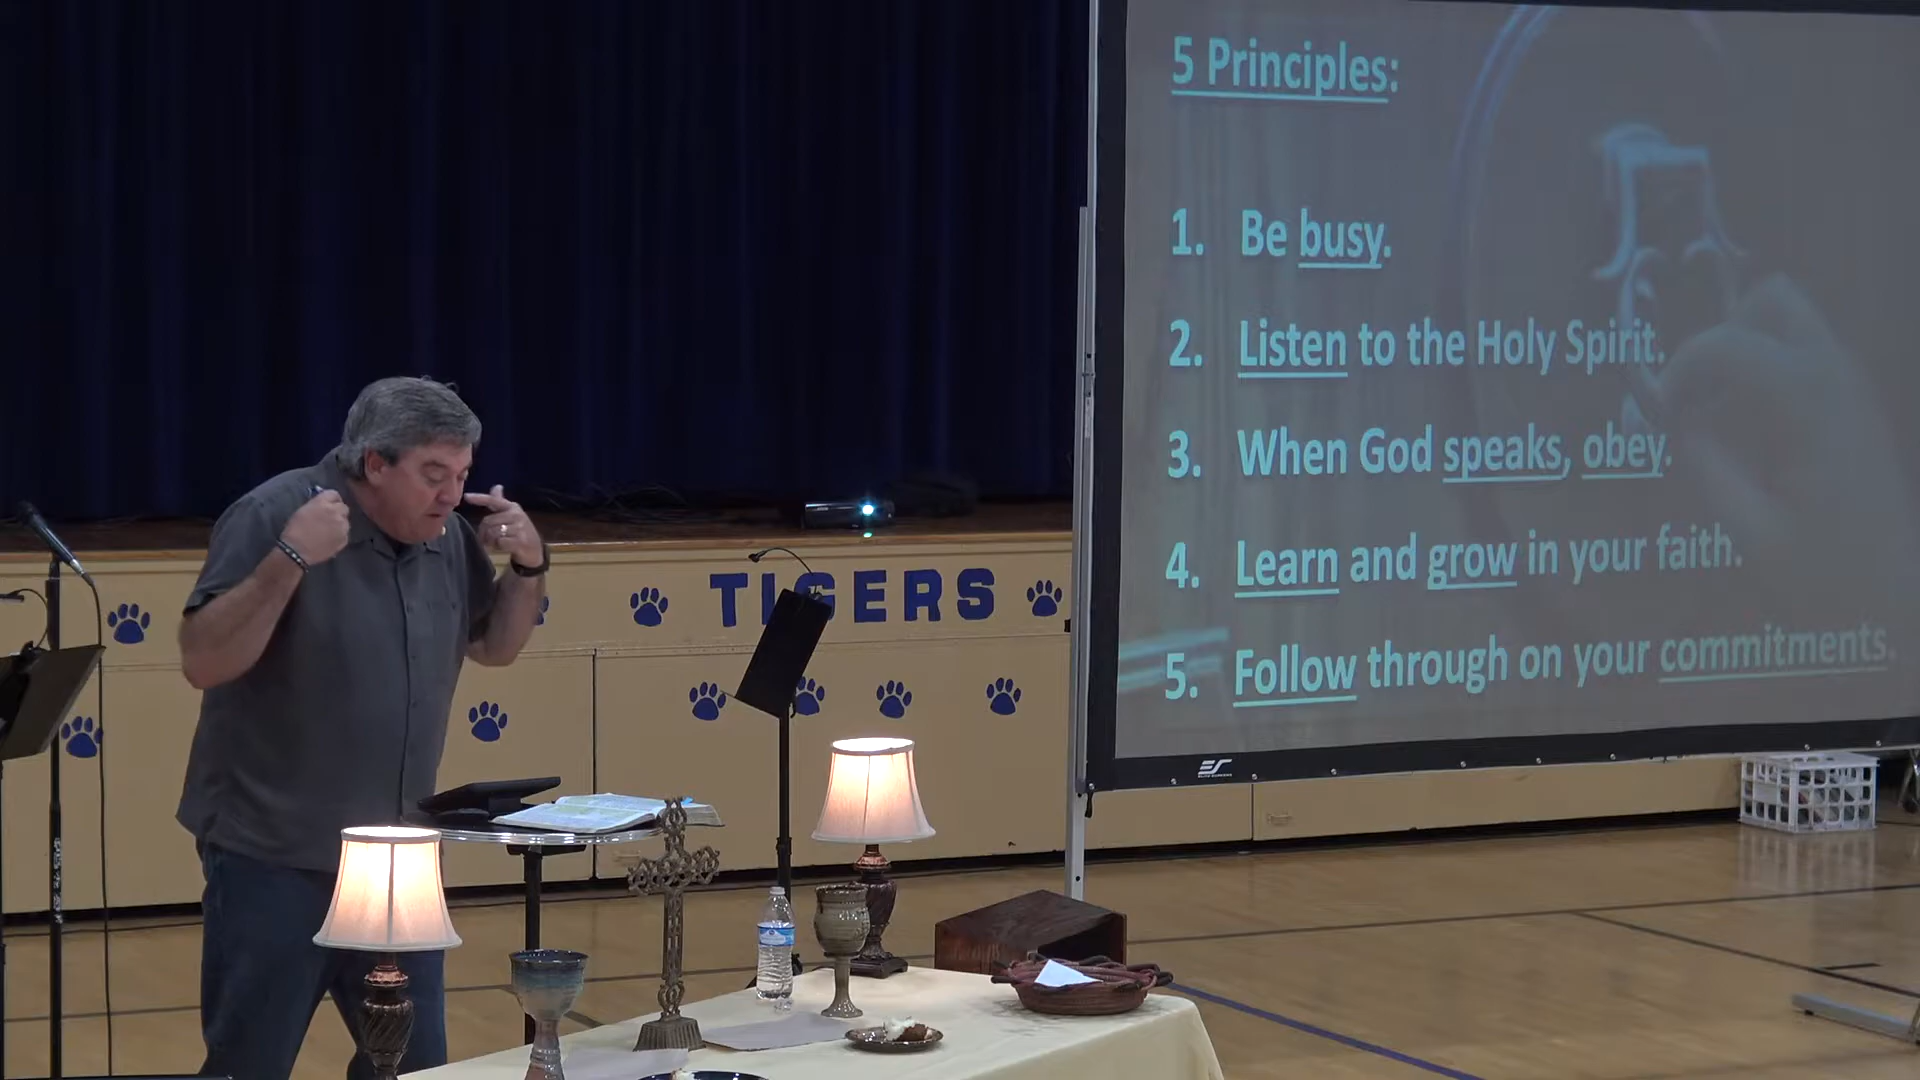 5 Principles:
1. Be busy.
2. Listen to the Holy Spirit.
3. When God speaks, obey.
4. Learn and grow in your faith.
5. Follow through on your commitments.
TIGERS